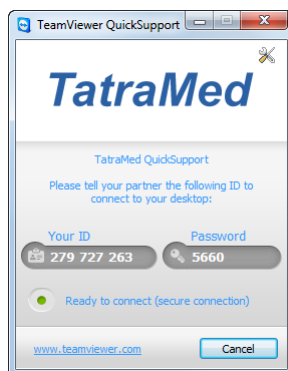 TeamViewer QuickSupport
TatraMed
TatraMed QuickSupport
Please tell your partner the following ID to
connect to your desktop:
Your ID
Password
279 727 263
5660
Ready to connect (secure connection)
www.teamviewer.com
Cancel